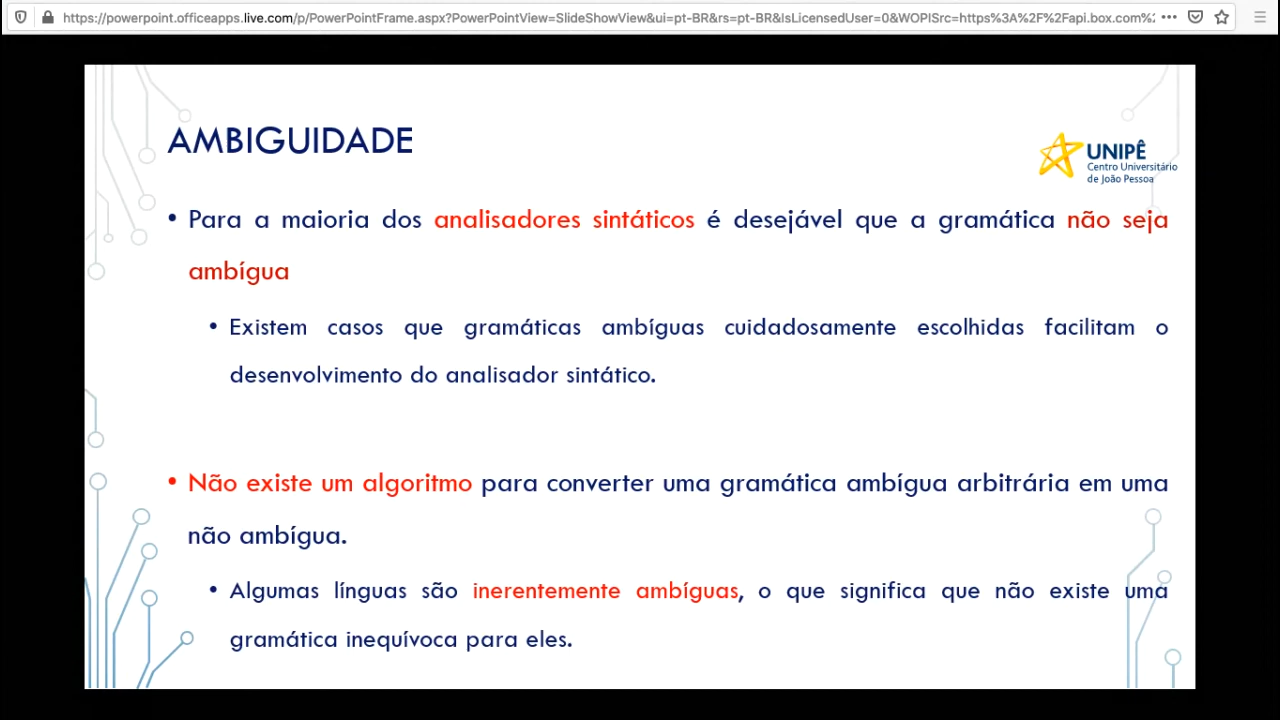 https://powerpoint.officeapps.live.com/p/PowerPointFrame.aspx?PowerPointView=SlideShowView&ui=pt-BR&rs=pt-BR&IsLicensedUser=0&WOPISrc=https%3A%2F%2Fapi.box.com%2
AMBIGUIDADE
UNIPÊ
Centro Universitário
de João Pessoa
• Para a maioria dos analisadores sintáticos é desejável que a gramática não seja
ambígua
• Existem casos que gramáticas ambíguas cuidadosamente escolhidas facilitam o
desenvolvimento do analisador sintático.
• Não existe um algoritmo para converter uma gramática ambígua arbitrária em uma
não ambígua.
• Algumas línguas são inerentemente ambíguas, o que significa que não existe uma
gramática inequívoca para eles.